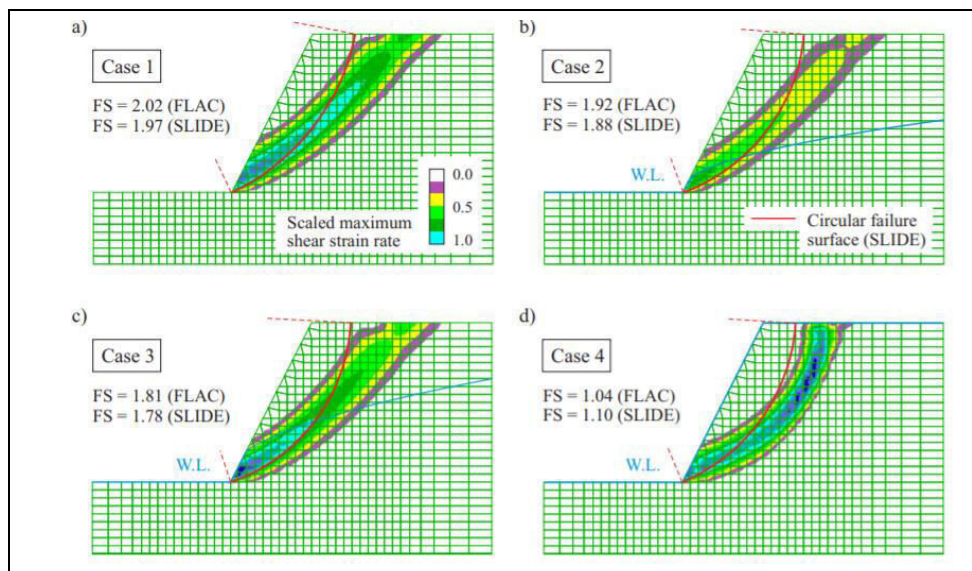 a)
Case 1
FS = 2.02 (FLAC)
FS = 1.97 (SLIDE)
0.0
0.5
1.0
Scaled maximum
shear strain rate
b)
Case 2
FS = 1.92 (FLAC)
FS = 1.88 (SLIDE)
W.L.
Circular failure
surface (SLIDE)
c)
Case 3
FS = 1.81 (FLAC)
FS = 1.78 (SLIDE)
W.L.
d)
Case 4
FS = 1.04 (FLAC)
FS = 1.10 (SLIDE)
W.L.